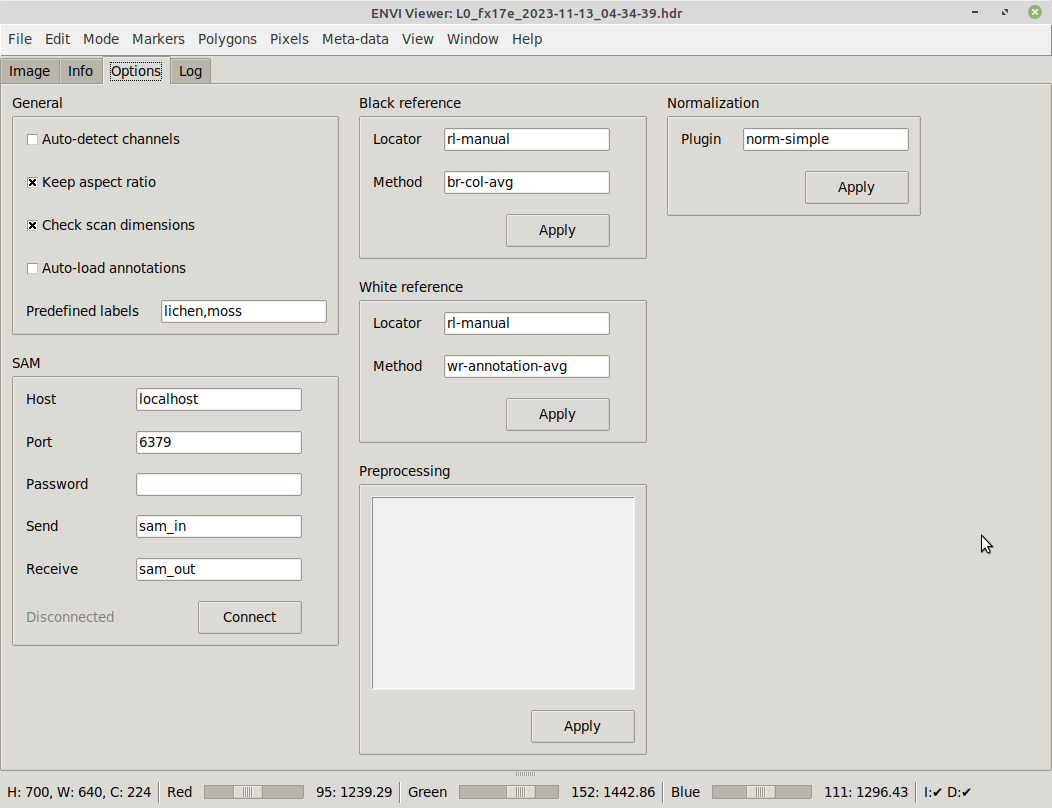 ENVI Viewer: L0_fx17e_2023-11-13_04-34-39.hdr
File Edit Mode Markers Polygons Pixels Meta-data View Window Help
Image Info Options Log
General
Auto-detect channels
Keep aspect ratio
Check scan dimensions
Auto-load annotations
Predefined labels lichen,moss
SAM
Host localhost
Port 6379
Password
Send sam_in
Receive sam_out
Disconnected Connect
Black reference
Locator rl-manual
Method br-col-avg
Apply
White reference
Locator rl-manual
Method wr-annotation-avg
Apply
Preprocessing
Apply
Normalization
Plugin norm-simple
Apply
H: 700, W: 640, C: 224 Red 95: 1239.29 Green 152: 1442.86 Blue 111: 1296.43 I:✔ D:✔